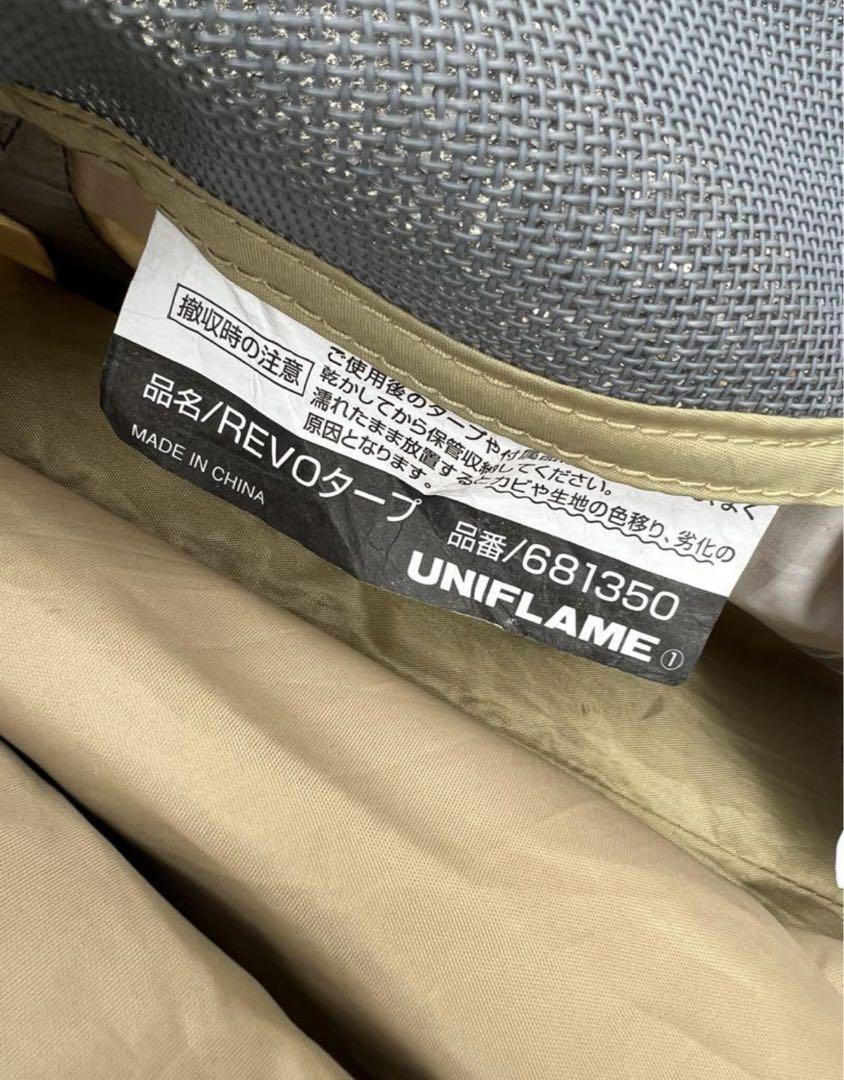 撤収時の注意
ご使用後のタープや付属部
乾かしてから保管収納してください。 よく
濡れたまま放置するとカビや生地の色移り、劣化の
原因となります。
品名/REVOタープ 品番/681350
MADE IN CHINA
UNIFLAME ①